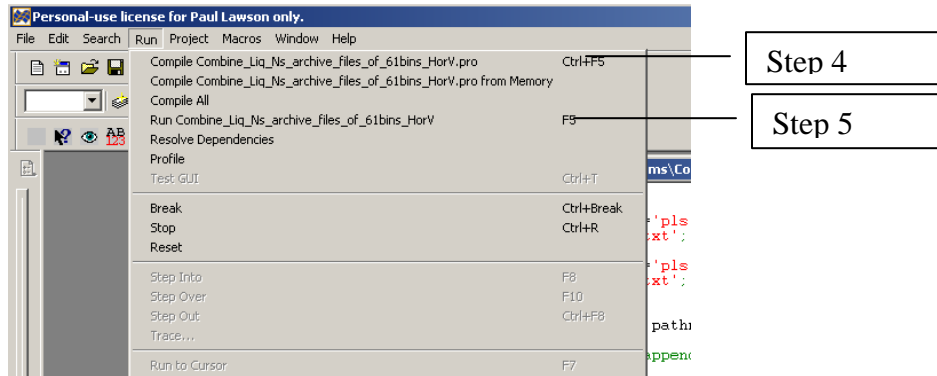 Personal-use license for Paul Lawson only.
File Edit Search Run Project Macros Window Help
Compile Combine_Liq_Ns_archive_files_of_61bins_HorV.pro Ctrl+F5
Compile Combine_Liq_Ns_archive_files_of_61bins_HorV.pro from Memory
Compile All
Run Combine_Liq_Ns_archive_files_of_61bins_HorV F5
Resolve Dependencies
Profile
Test GUI Ctrl+T
Break Ctrl+Break
Stop Ctrl+R
Reset
Step Into F8
Step Over F10
Step Out Ctrl+F8
Trace...
Run to Cursor F7
AB
123
Step 4
Step 5
ms\Co
='pls
xt';
='pls
xt';
path
append